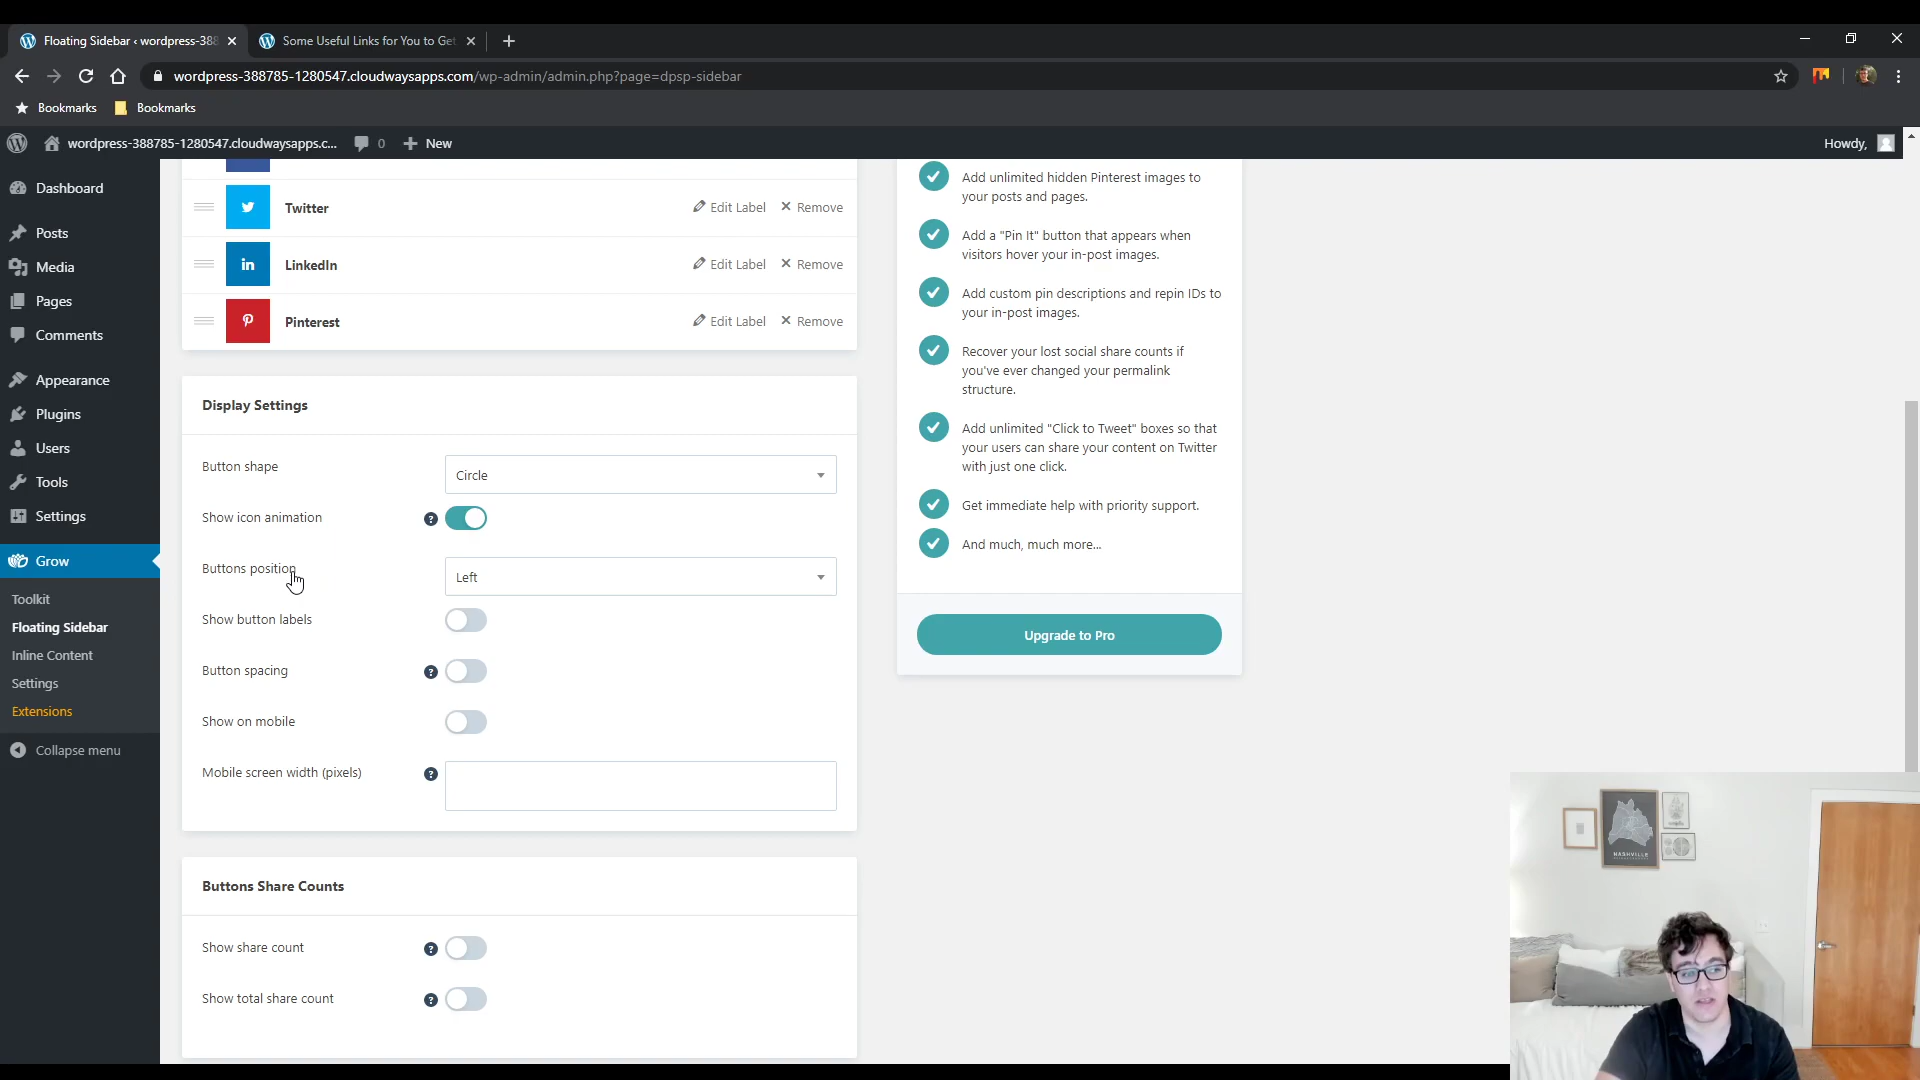 Floating Sidebar ‹ wordpress-388
Some Useful Links for You to Get
wordpress-388785-1280547.cloudwaysapps.com/wp-admin/admin.php?page=dpsp-sidebar
Bookmarks
Bookmarks
wordpress-388785-1280547.cloudwaysapps.c...
0
New
Howdy,
Dashboard
Posts
Media
Pages
Comments
Appearance
Plugins
Users
Tools
Settings
Grow
Toolkit
Floating Sidebar
Inline Content
Settings
Extensions
Collapse menu
Twitter
Edit Label
Remove
LinkedIn
Edit Label
Remove
Pinterest
Edit Label
Remove
Display Settings
Button shape
Circle
Show icon animation
Buttons position
Left
Show button labels
Button spacing
Show on mobile
Mobile screen width (pixels)
Buttons Share Counts
Show share count
Show total share count
Add unlimited hidden Pinterest images to
your posts and pages.
Add a "Pin It" button that appears when
visitors hover your in-post images.
Add custom pin descriptions and repin IDs to
your in-post images.
Recover your lost social share counts if
you've ever changed your permalink
structure.
Add unlimited "Click to Tweet" boxes so that
your users can share your content on Twitter
with just one click.
Get immediate help with priority support.
And much, much more...
Upgrade to Pro
NASHVILLE